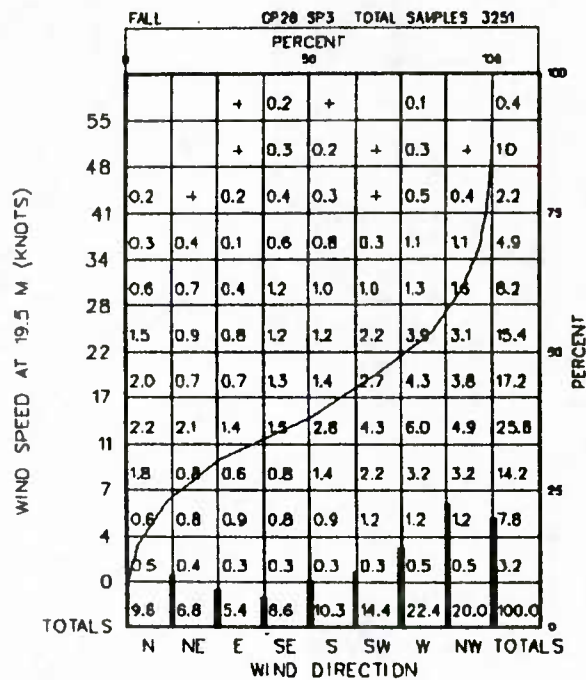 FALL OP28 SP3 TOTAL SAMPLES 3251
PERCENT
0 50 100
+ 0.2 + 0.1 0.4
55
+ 0.3 0.2 + 0.3 + 1.0
48
0.2 + 0.2 0.4 0.3 + 0.5 0.4 2.2
41
0.3 0.4 0.1 0.6 0.8 0.3 1.1 1.1 4.9
34
0.6 0.7 0.4 1.2 1.0 1.0 1.3 1.6 8.2
28
1.5 0.9 0.8 1.2 1.2 2.2 3.9 3.1 15.4
22
2.0 0.7 0.7 1.3 1.4 2.7 4.3 3.8 17.2
17
2.2 2.1 1.4 1.5 2.8 4.3 6.0 4.9 25.6
11
1.8 0.8 0.6 0.8 1.4 2.2 3.2 3.2 14.2
7
0.6 0.8 0.9 0.8 0.9 1.2 1.2 1.2 7.8
4
0.5 0.4 0.3 0.3 0.3 0.3 0.5 0.5 3.2
0
9.8 6.8 5.4 8.6 10.3 14.4 22.4 20.0 100.0
TOTALS
N NE E SE S SW W NW TOTALS
WIND DIRECTION
WIND SPEED AT 19.5 M (KNOTS)
100
75
50
25
0
PERCENT